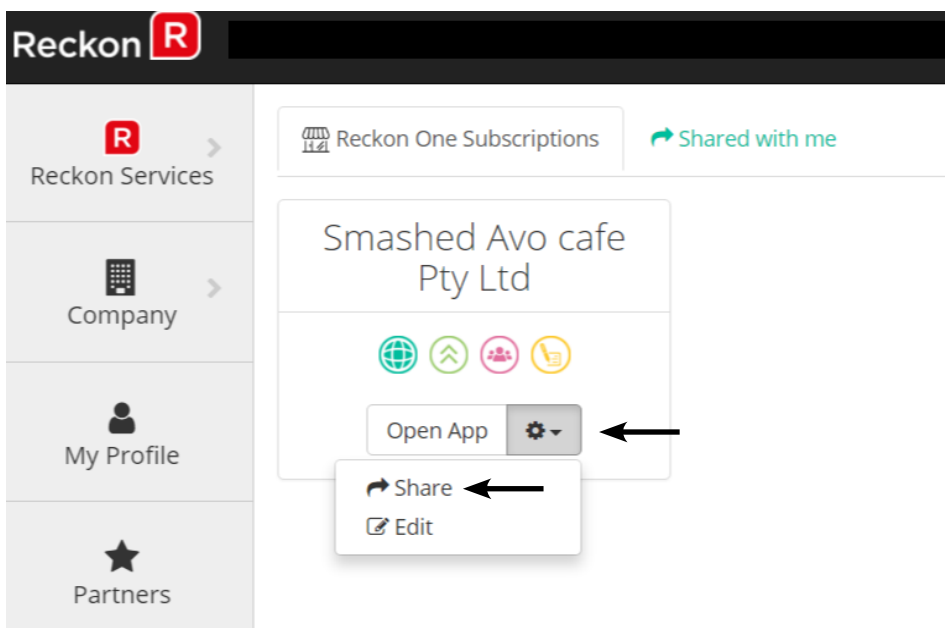 Reckon R
Reckon One Subscriptions
Shared with me
R
Reckon Services
Smashed Avo cafe
Pty Ltd
Company
Open App
My Profile
Share
Edit
Partners